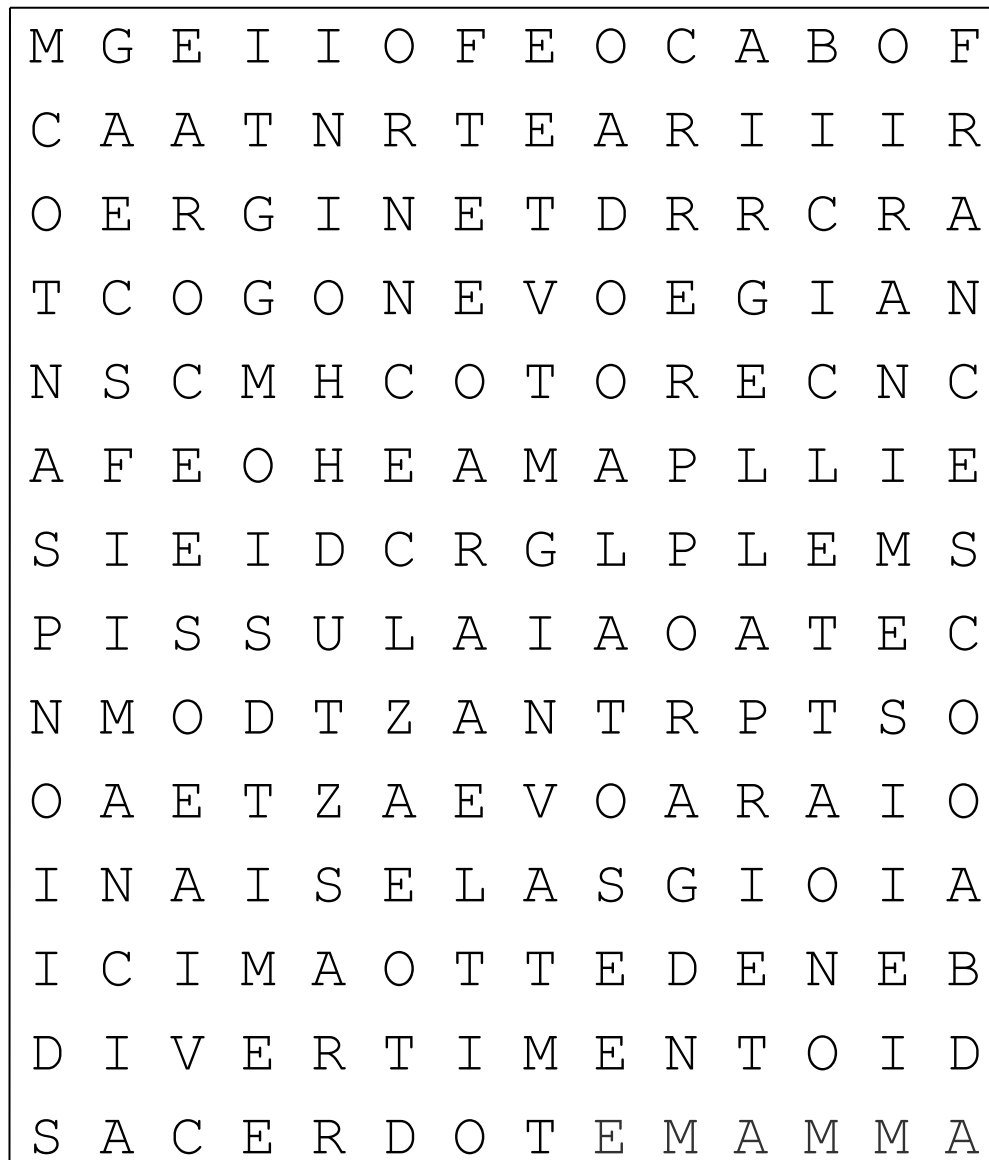 M G E I I O F E O C A B O F
C A A T N R T E A R I I I R
O E R G I N E T D R R C R A
T C O G O N E V O E G I A N
N S C M H C O T O R E C N C
A F E O H E A M A P L L I E
S I E I D C R G L P L E M S
P I S S U L A I A O A T E C
N M O D T Z A N T R P T S O
O A E T Z A E V O A R A I O
I N A I S E L A S G I O I A
I C I M A O T T E D E N E B
D I V E R T I M E N T O I D
S A C E R D O T E M A M M A